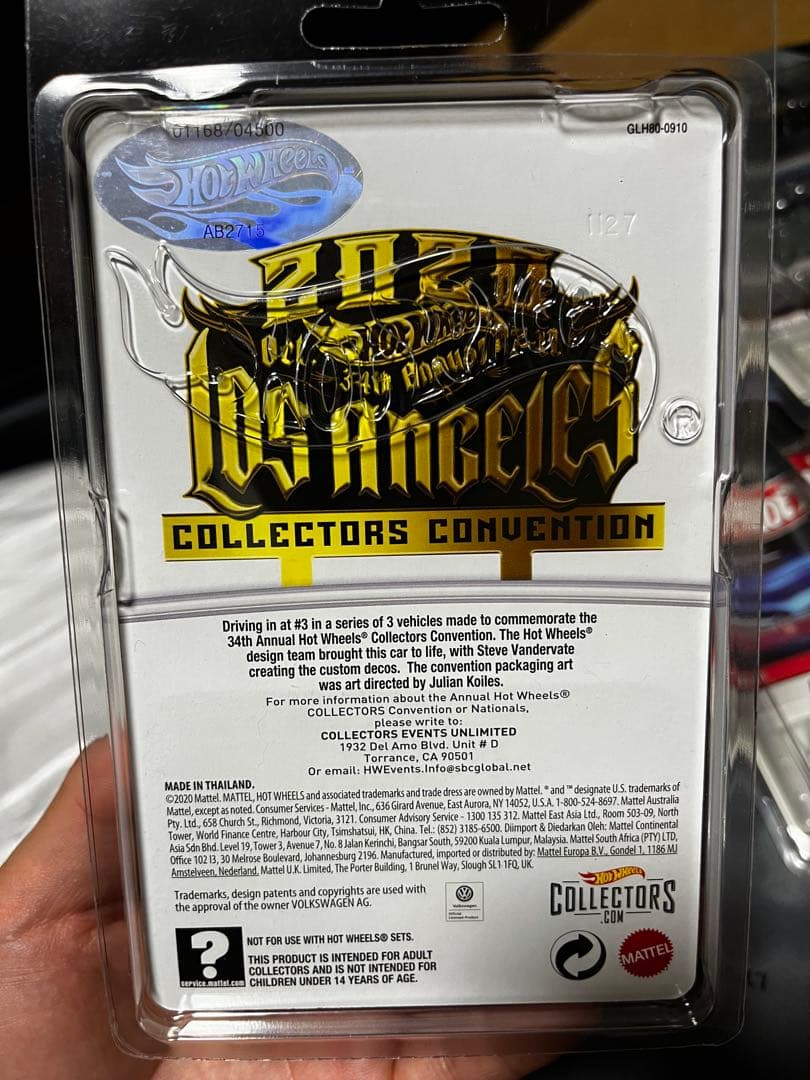 01168/04500
GLH80-0910
HOT WHEELS
AB2715
1127
2020
Hot Wheels
34th Annual
LOS ANGELES
®
COLLECTORS CONVENTION
Driving in at #3 in a series of 3 vehicles made to commemorate the
34th Annual Hot Wheels® Collectors Convention. The Hot Wheels®
design team brought this car to life, with Steve Vandervate
creating the custom decos. The convention packaging art
was art directed by Julian Koiles.
For more information about the Annual Hot Wheels®
COLLECTORS Convention or Nationals,
please write to:
COLLECTORS EVENTS UNLIMITED
1932 Del Amo Blvd. Unit # D
Torrance, CA 90501
Or email: HWEvents.Info@sbcglobal.net
MADE IN THAILAND.
©2020 Mattel. MATTEL, HOT WHEELS and associated trademarks and trade dress are owned by Mattel. ® and ™ designate U.S. trademarks of
Mattel, except as noted. Consumer Services - Mattel, Inc., 636 Girard Avenue, East Aurora, NY 14052, U.S.A. 1-800-524-8697. Mattel Australia
Pty. Ltd., 658 Church St., Richmond, Victoria, 3121. Consumer Advisory Service - 1300 135 312. Mattel East Asia Ltd., Room 503-09, North
Tower, World Finance Centre, Harbour City, Tsimshatsui, HK, China. Tel.: (852) 3185-6500. Diimport & Diedarkan Oleh: Mattel Continental
Asia Sdn Bhd. Level 19, Tower 3, Avenue 7, No. 8 Jalan Kerinchi, Bangsar South, 59200 Kuala Lumpur, Malaysia. Mattel South Africa (PTY) LTD,
Office 102 I3, 30 Melrose Boulevard, Johannesburg 2196. Manufactured, imported or distributed by: Mattel Europa B.V., Gondel 1, 1186 MJ
Amstelveen, Nederland. Mattel U.K. Limited, The Porter Building, 1 Brunel Way, Slough SL1 1FQ, UK.
Trademarks, design patents and copyrights are used with
the approval of the owner VOLKSWAGEN AG.
Volkswagen
Official
Licensed Product
HOT WHEELS
COLLECTORS
.COM
?
service.mattel.com
NOT FOR USE WITH HOT WHEELS® SETS.
THIS PRODUCT IS INTENDED FOR ADULT
COLLECTORS AND IS NOT INTENDED FOR
CHILDREN UNDER 14 YEARS OF AGE.
MATTEL